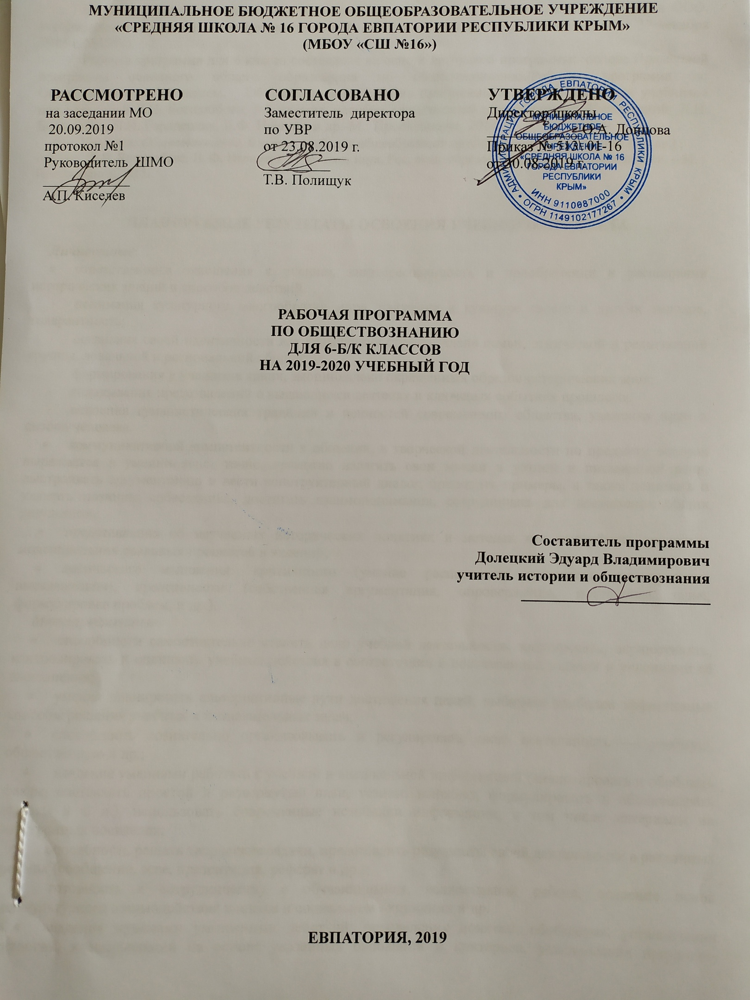 МУНИЦИПАЛЬНОЕ БЮДЖЕТНОЕ ОБЩЕОБРАЗОВАТЕЛЬНОЕ УЧРЕЖДЕНИЕ
«СРЕДНЯЯ ШКОЛА № 16 ГОРОДА ЕВПАТОРИИ РЕСПУБЛИКИ КРЫМ»
(МБОУ «СШ №16»)
РАССМОТРЕНО
на заседании МО
20.09.2019
протокол №1
Руководитель ШМО
А.П. Киселев
СОГЛАСОВАНО
Заместитель директора
по УВР
от 23.08.2019 г.
Т.В. Полищук
УТВЕРЖДЕНО
Директор школы
О.А. Донцова
Приказ № 513\ 01-16
от 30.08.2019 г.
АДМИНИСТРАЦИЯ ГОРОДА ЕВПАТОРИИ РЕСПУБЛИКИ КРЫМ
МУНИЦИПАЛЬНОЕ
БЮДЖЕТНОЕ
ОБЩЕОБРАЗОВАТЕЛЬНОЕ
УЧРЕЖДЕНИЕ
«СРЕДНЯЯ ШКОЛА № 16
ГОРОДА ЕВПАТОРИИ
РЕСПУБЛИКИ
КРЫМ»
ИНН 9110087000
ОГРН 1149102177267
РАБОЧАЯ ПРОГРАММА
ПО ОБЩЕСТВОЗНАНИЮ
ДЛЯ 6-Б/К КЛАССОВ
НА 2019-2020 УЧЕБНЫЙ ГОД
Составитель программы
Долецкий Эдуард Владимирович
учитель истории и обществознания
ЕВПАТОРИЯ, 2019